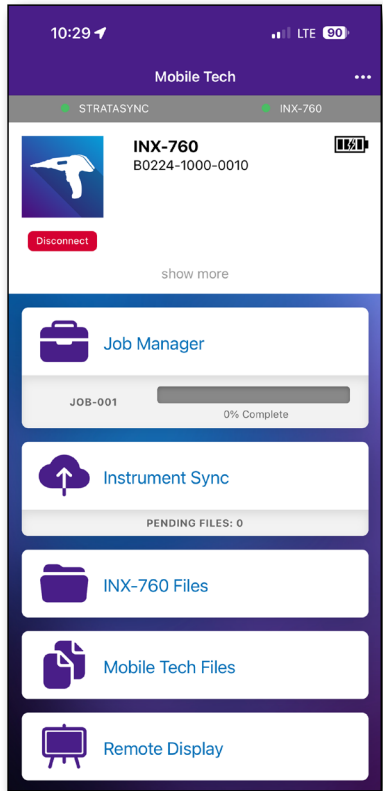 10:29
LTE 90
Mobile Tech
STRATASYNC INX-760
INX-760
B0224-1000-0010
Disconnect
show more
Job Manager
JOB-001
0% Complete
Instrument Sync
PENDING FILES: 0
INX-760 Files
Mobile Tech Files
Remote Display